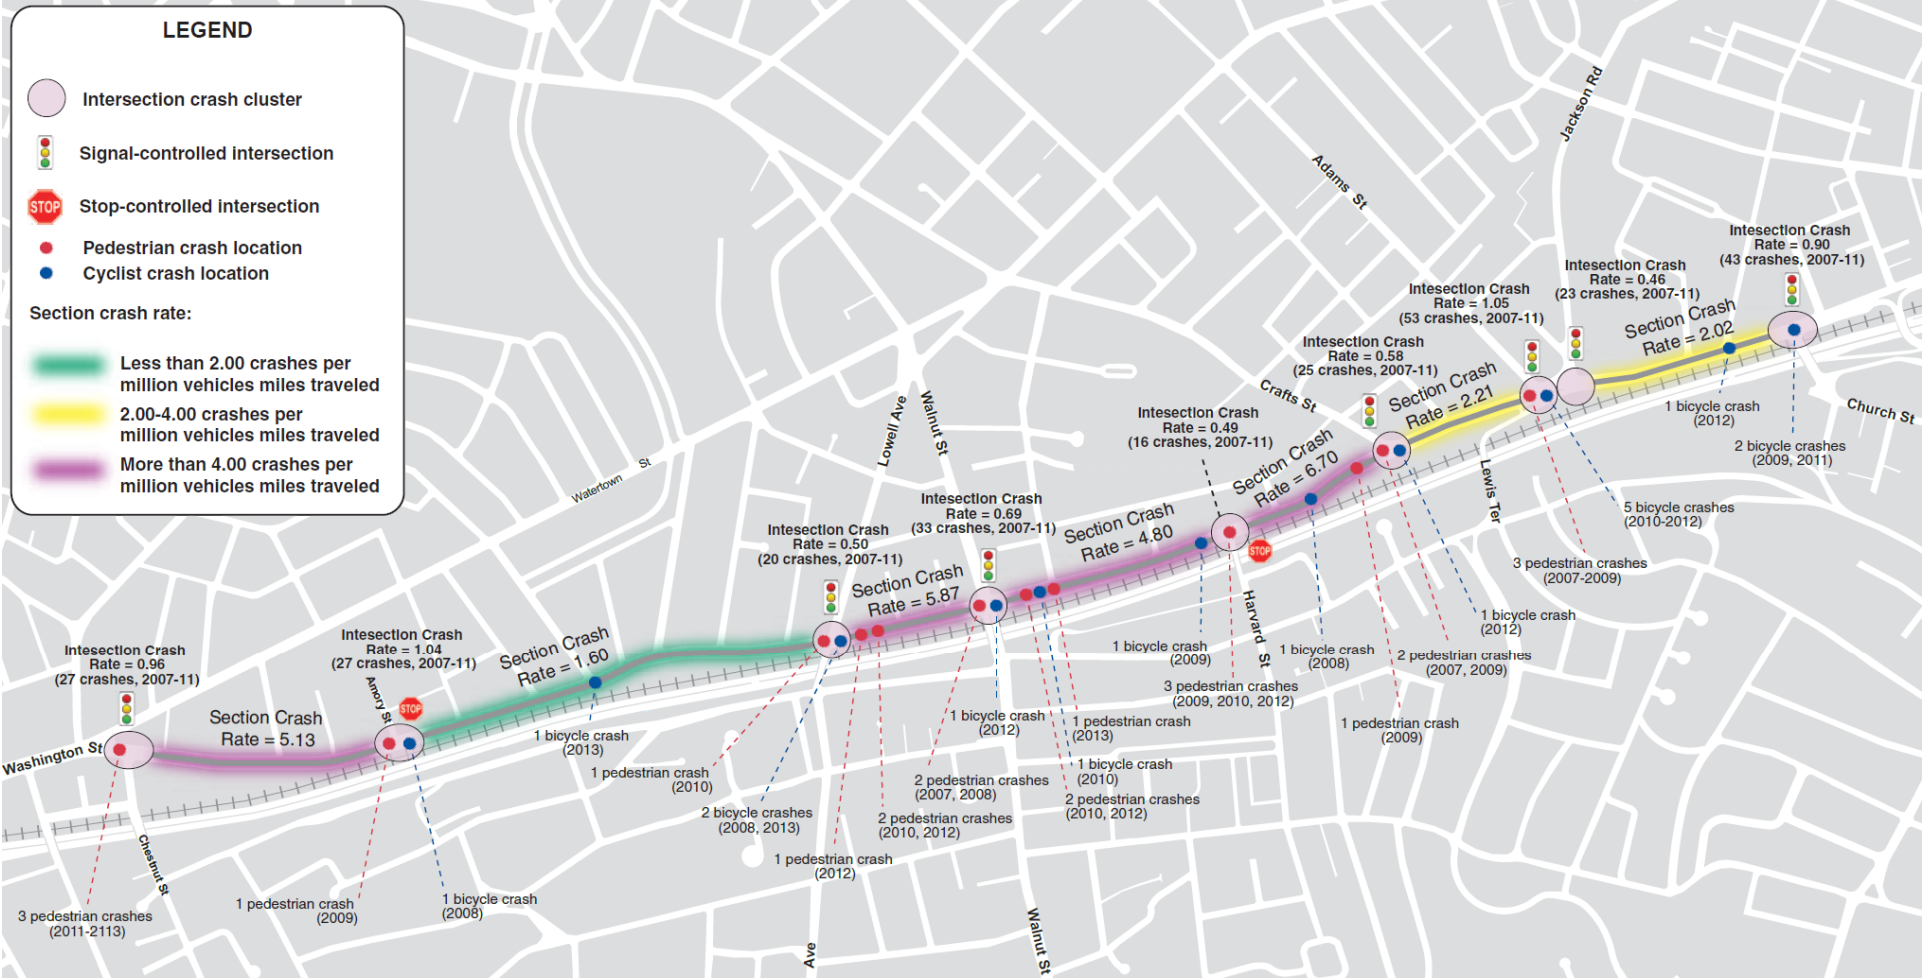 LEGEND
Intersection crash cluster
Signal-controlled intersection
STOP
Stop-controlled intersection
Pedestrian crash location
Cyclist crash location
Section crash rate:
Less than 2.00 crashes per
million vehicles miles traveled
2.00-4.00 crashes per
million vehicles miles traveled
More than 4.00 crashes per
million vehicles miles traveled
Jackson Rd
Adams St
Intesection Crash
Rate = 0.90
(43 crashes, 2007-11)
Intesection Crash
Rate = 0.46
(23 crashes, 2007-11)
Intesection Crash
Rate = 1.05
(53 crashes, 2007-11)
Section Crash
Rate = 2.02
Intesection Crash
Rate = 0.58
(25 crashes, 2007-11)
Section Crash
Rate = 2.21
Crafts St
Church St
1 bicycle crash
(2012)
2 bicycle crashes
(2009, 2011)
Intesection Crash
Rate = 0.49
(16 crashes, 2007-11)
Lowell Ave
Walnut St
Section Crash
Rate = 6.70
Watertown St
Lewis Ter
5 bicycle crashes
(2010-2012)
Intesection Crash
Rate = 0.69
(33 crashes, 2007-11)
Section Crash
Rate = 4.80
Intesection Crash
Rate = 0.50
(20 crashes, 2007-11)
STOP
3 pedestrian crashes
(2007-2009)
Section Crash
Rate = 5.87
Harvard St
1 bicycle crash
(2012)
Intesection Crash
Rate = 0.96
(27 crashes, 2007-11)
Intesection Crash
Rate = 1.04
(27 crashes, 2007-11)
Section Crash
Rate = 1.60
1 bicycle crash
(2009)
1 bicycle crash
(2008)
2 pedestrian crashes
(2007, 2009)
Amory St
STOP
3 pedestrian crashes
(2009, 2010, 2012)
Section Crash
Rate = 5.13
1 bicycle crash
(2012)
1 pedestrian crash
(2013)
1 pedestrian crash
(2009)
Washington St
1 bicycle crash
(2013)
1 pedestrian crash
(2010)
2 pedestrian crashes
(2007, 2008)
1 bicycle crash
(2010)
2 pedestrian crashes
(2010, 2012)
2 bicycle crashes
(2008, 2013)
2 pedestrian crashes
(2010, 2012)
1 pedestrian crash
(2012)
Chestnut St
1 pedestrian crash
(2009)
1 bicycle crash
(2008)
3 pedestrian crashes
(2011-2113)
Ave
Walnut St